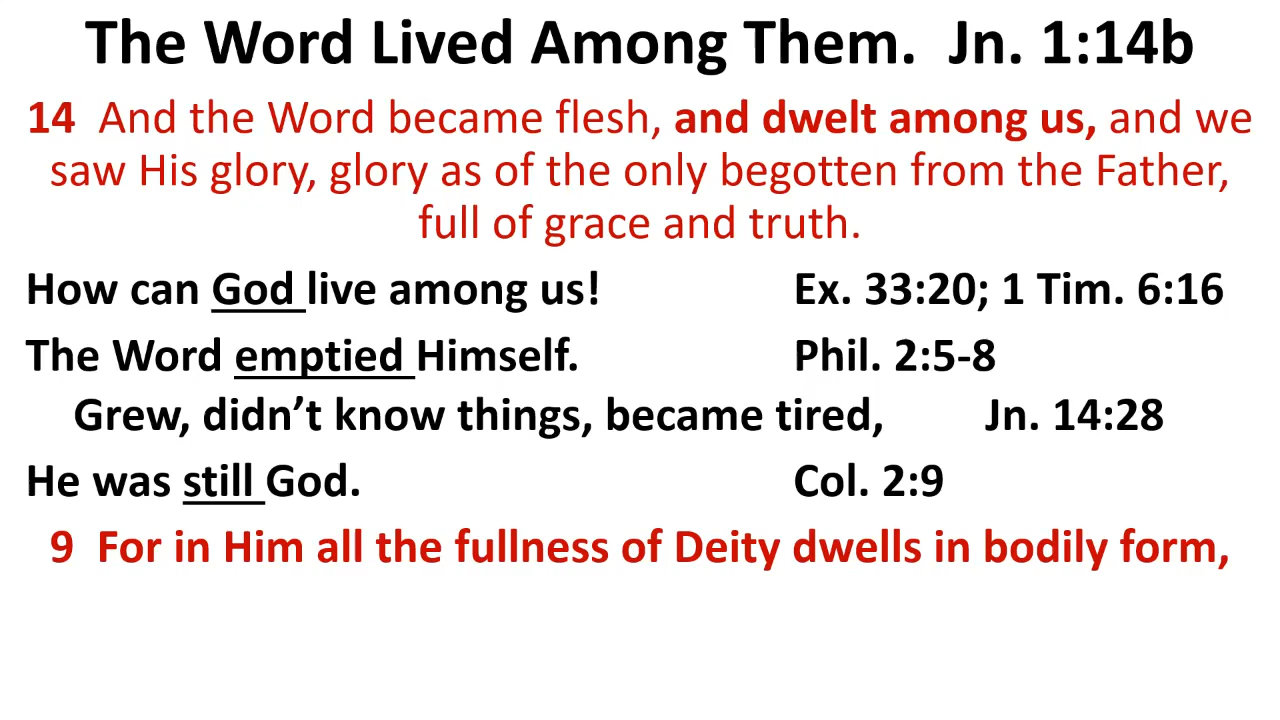 The Word Lived Among Them.  Jn. 1:14b
14  And the Word became flesh, and dwelt among us, and we
saw His glory, glory as of the only begotten from the Father,
full of grace and truth.
How can God live among us! Ex. 33:20; 1 Tim. 6:16
The Word emptied Himself. Phil. 2:5-8
Grew, didn’t know things, became tired, Jn. 14:28
He was still God. Col. 2:9
9  For in Him all the fullness of Deity dwells in bodily form,